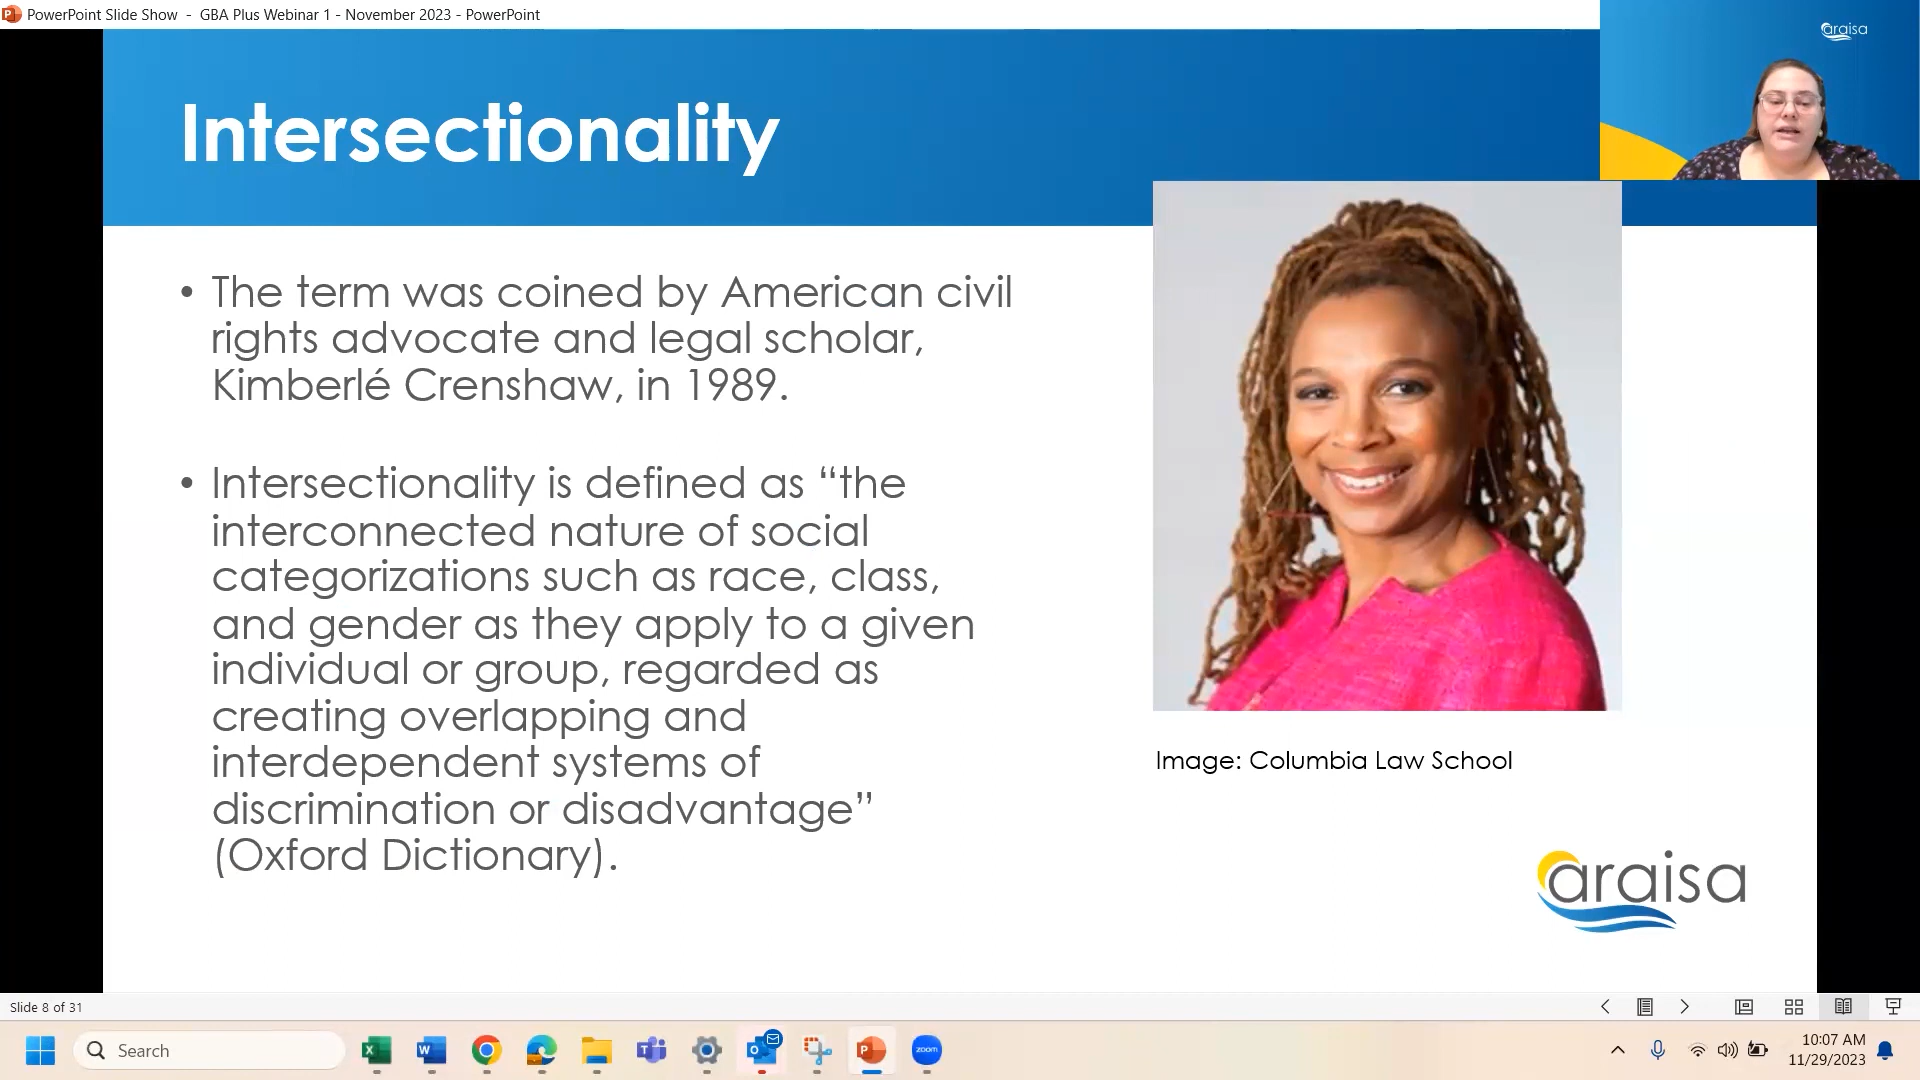 PowerPoint Slide Show - GBA Plus Webinar 1 - November 2023 - PowerPoint
araisa
Intersectionality
• The term was coined by American civil
rights advocate and legal scholar,
Kimberlé Crenshaw, in 1989.
• Intersectionality is defined as “the
interconnected nature of social
categorizations such as race, class,
and gender as they apply to a given
individual or group, regarded as
creating overlapping and
interdependent systems of
discrimination or disadvantage”
(Oxford Dictionary).
Image: Columbia Law School
araisa
Slide 8 of 31
Search
zoom
10:07 AM
11/29/2023